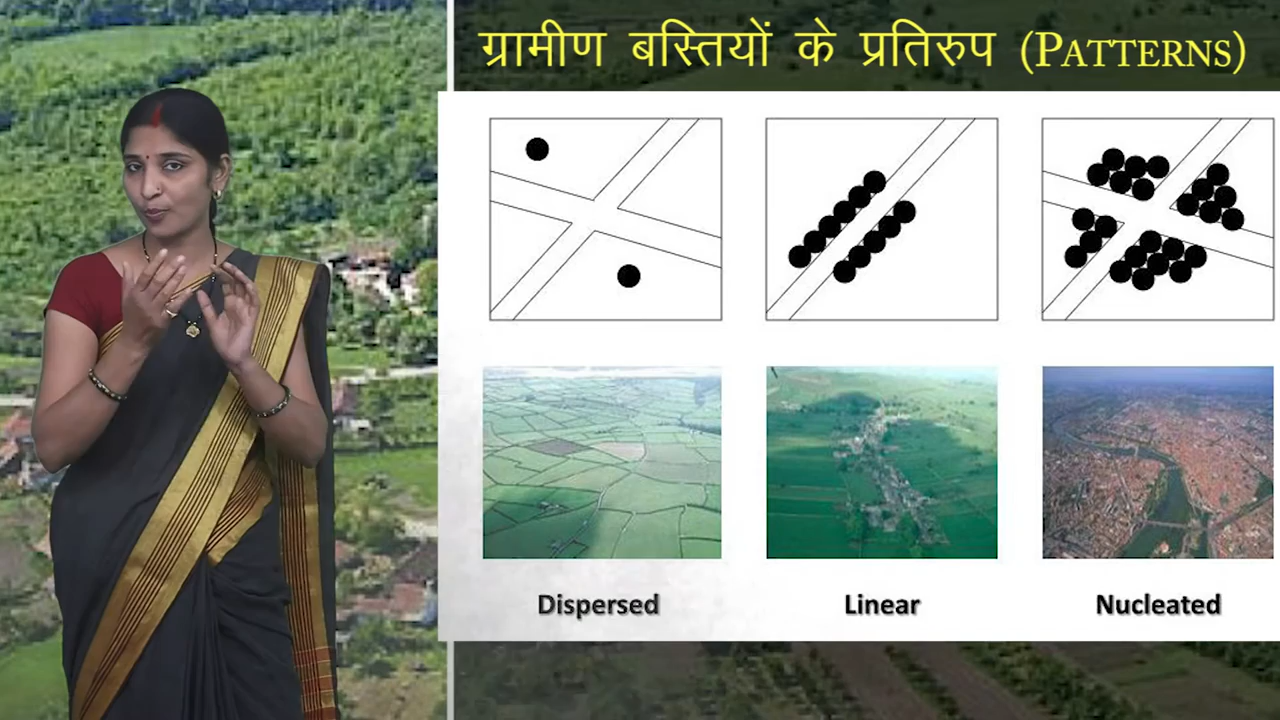 ग्रामीण बस्तियों के प्रतिरुप (PATTERNS)
Dispersed
Linear
Nucleated